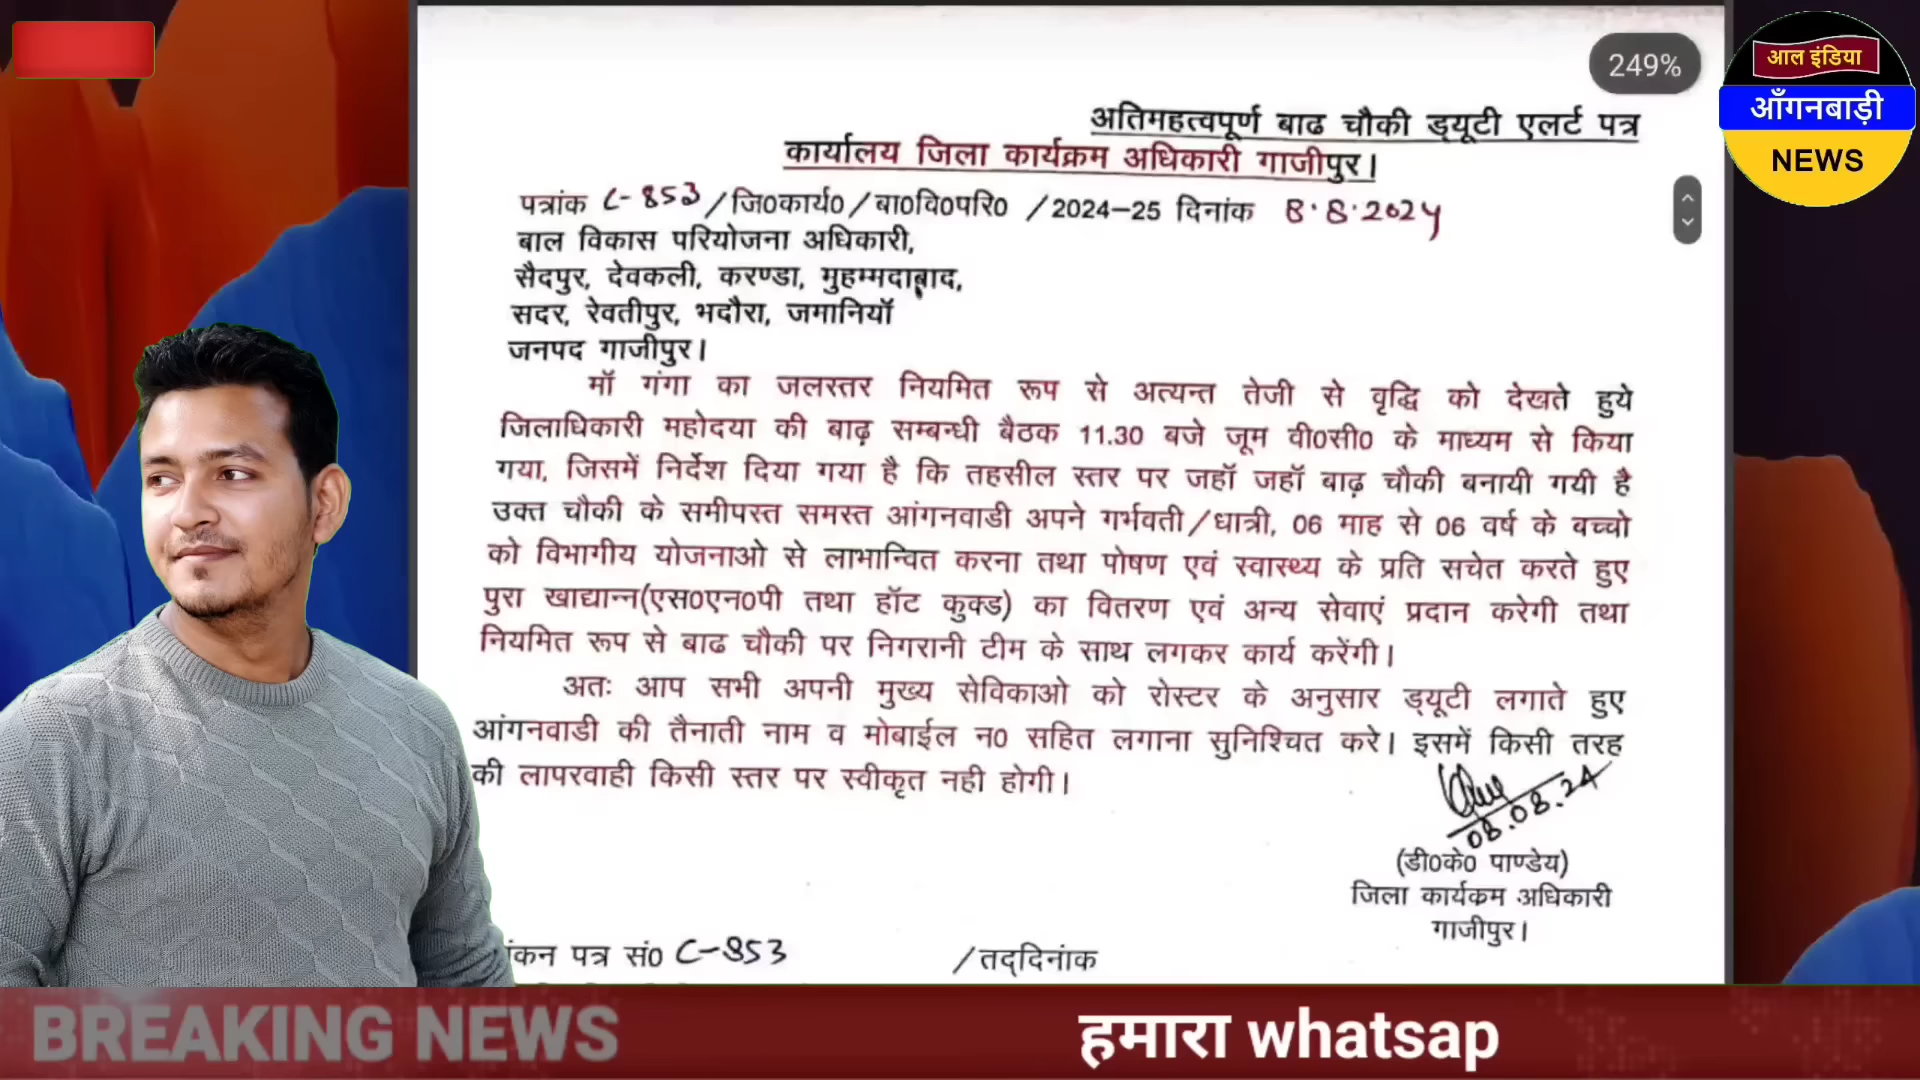 249%
आल इंडिया
आँगनबाड़ी
NEWS
अतिमहत्वपूर्ण बाढ चौकी ड्यूटी एलर्ट पत्र
कार्यालय जिला कार्यक्रम अधिकारी गाजीपुर।
पत्रांक C-853 /जि0कार्य0/बा0वि0परि0 /2024-25 दिनांक 8.8.2024
बाल विकास परियोजना अधिकारी,
सैदपुर, देवकली, करण्डा, मुहम्मदाबाद,
सदर, रेवतीपुर, भदौरा, जमानियॉ
जनपद गाजीपुर।
मॉ गंगा का जलस्तर नियमित रूप से अत्यन्त तेजी से वृद्धि को देखते हुये
जिलाधिकारी महोदया की बाढ़ सम्बन्धी बैठक 11.30 बजे जूम वी0सी0 के माध्यम से किया
गया, जिसमें निर्देश दिया गया है कि तहसील स्तर पर जहॉ जहॉ बाढ़ चौकी बनायी गयी है
उक्त चौकी के समीपस्त समस्त आंगनवाडी अपने गर्भवती/धात्री, 06 माह से 06 वर्ष के बच्चो
को विभागीय योजनाओ से लाभान्वित करना तथा पोषण एवं स्वास्थ्य के प्रति सचेत करते हुए
पुरा खाद्यान्न(एस0एन0पी तथा हॉट कुक्ड) का वितरण एवं अन्य सेवाएं प्रदान करेगी तथा
नियमित रूप से बाढ चौकी पर निगरानी टीम के साथ लगकर कार्य करेंगी।
अतः आप सभी अपनी मुख्य सेविकाओ को रोस्टर के अनुसार ड्यूटी लगाते हुए
आंगनवाडी की तैनाती नाम व मोबाईल न0 सहित लगाना सुनिश्चित करे। इसमें किसी तरह
की लापरवाही किसी स्तर पर स्वीकृत नही होगी।
08.08.24
(डी0के0 पाण्डेय)
जिला कार्यक्रम अधिकारी
गाजीपुर।
ंकन पत्र सं0 C-853 /तद्दिनांक
BREAKING NEWS
हमारा whatsap